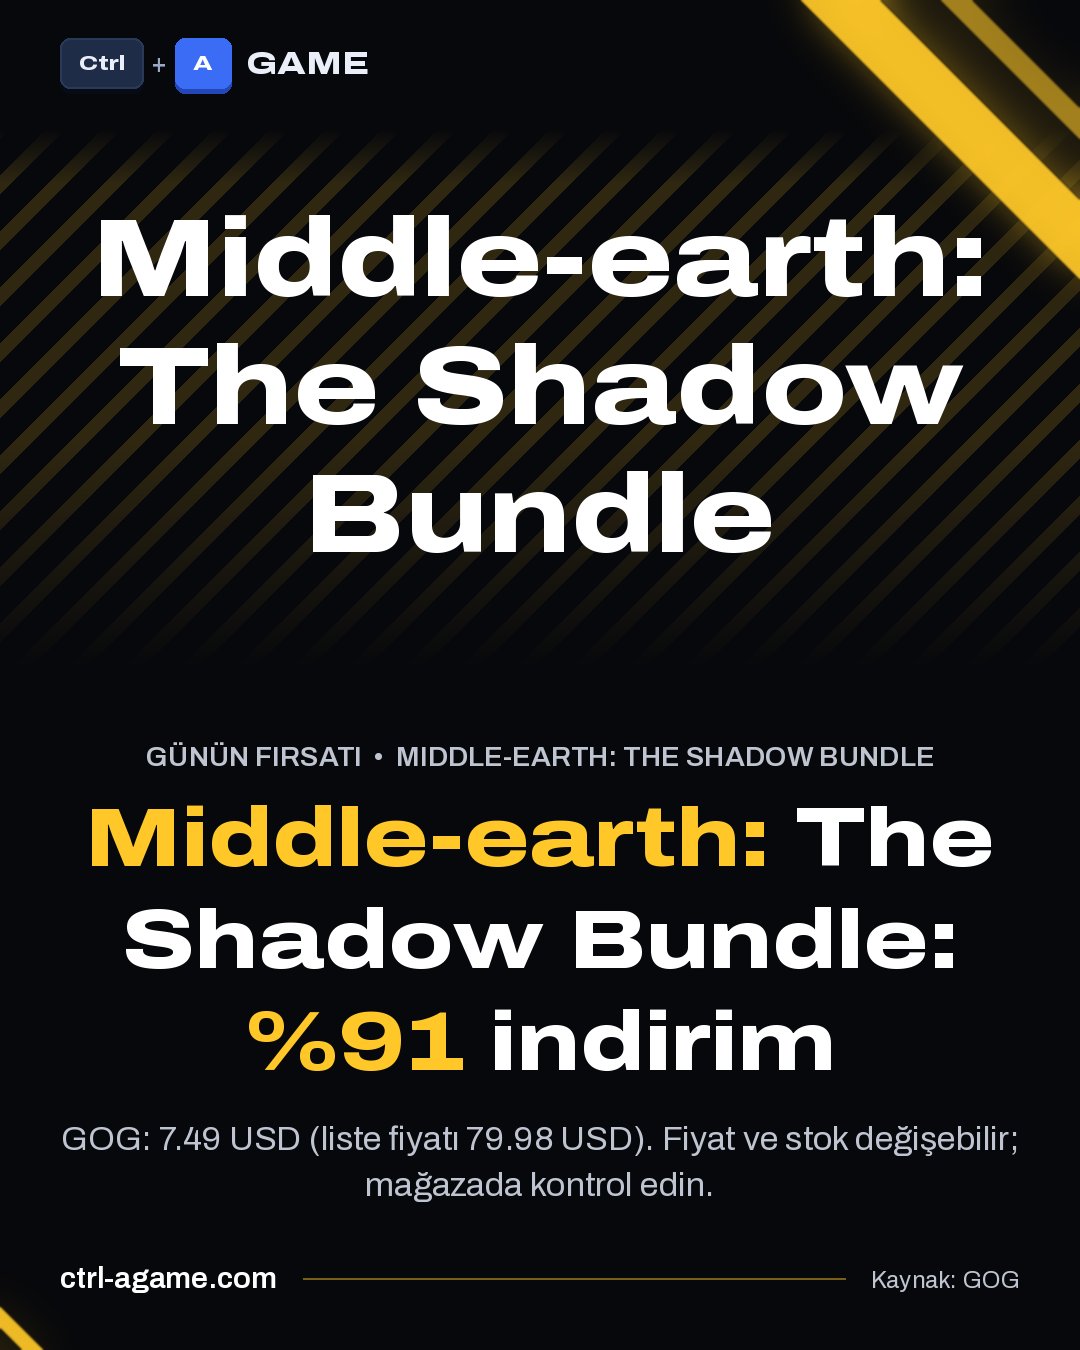 Ctrl + A GAME
Middle-earth:
The Shadow
Bundle
GÜNÜN FIRSATI • MIDDLE-EARTH: THE SHADOW BUNDLE
Middle-earth: The
Shadow Bundle:
%91 indirim
GOG: 7.49 USD (liste fiyatı 79.98 USD). Fiyat ve stok değişebilir;
mağazada kontrol edin.
ctrl-agame.com
Kaynak: GOG